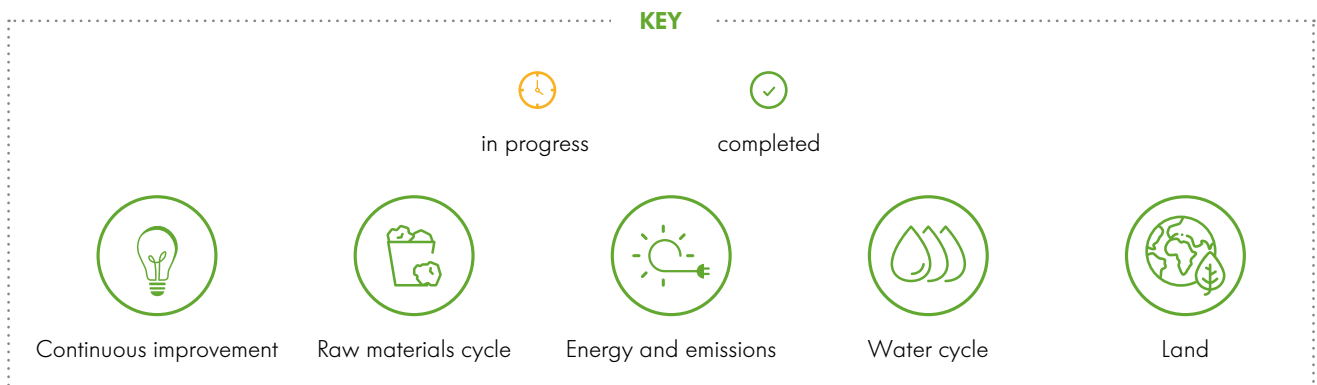 KEY
in progress
completed
Continuous improvement
Raw materials cycle
Energy and emissions
Water cycle
Land